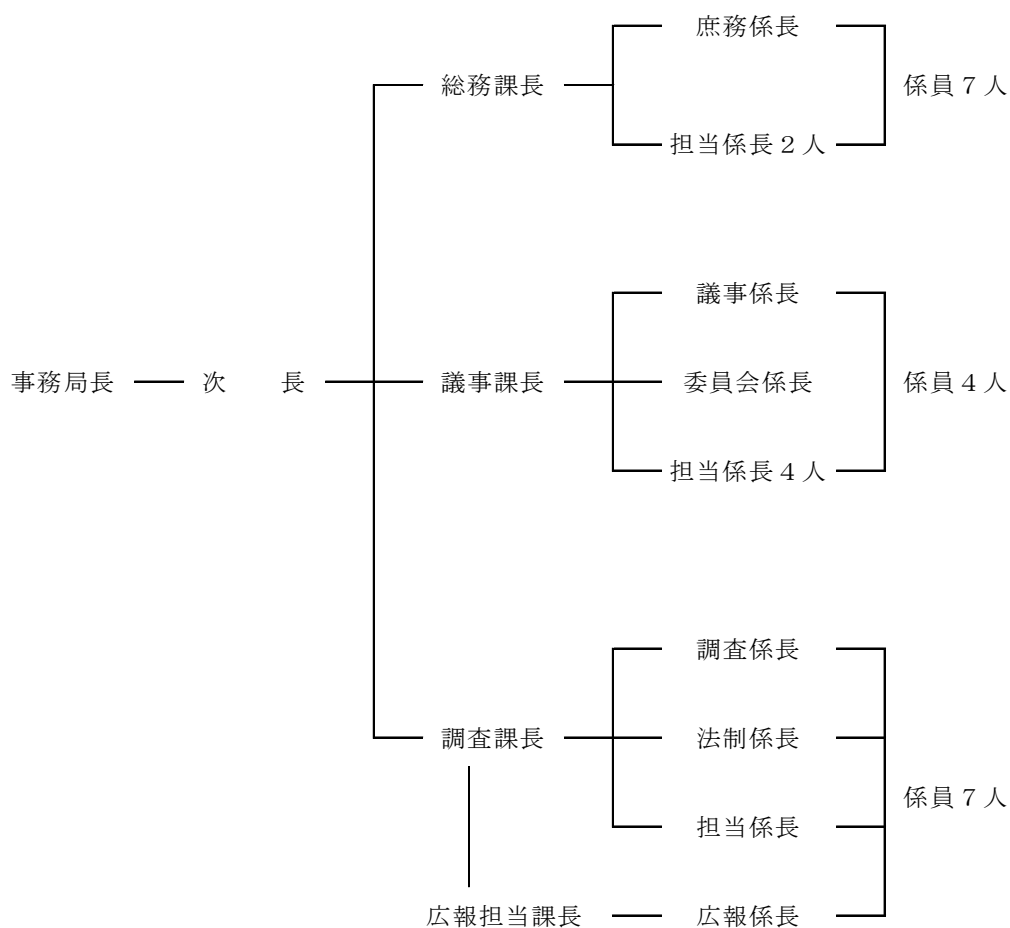 庶務係長
総務課長
係員7人
担当係長2人
議事係長
事務局長 次 長 議事課長 委員会係長 係員4人
担当係長4人
調査係長
調査課長 法制係長
係員7人
担当係長
広報担当課長 広報係長